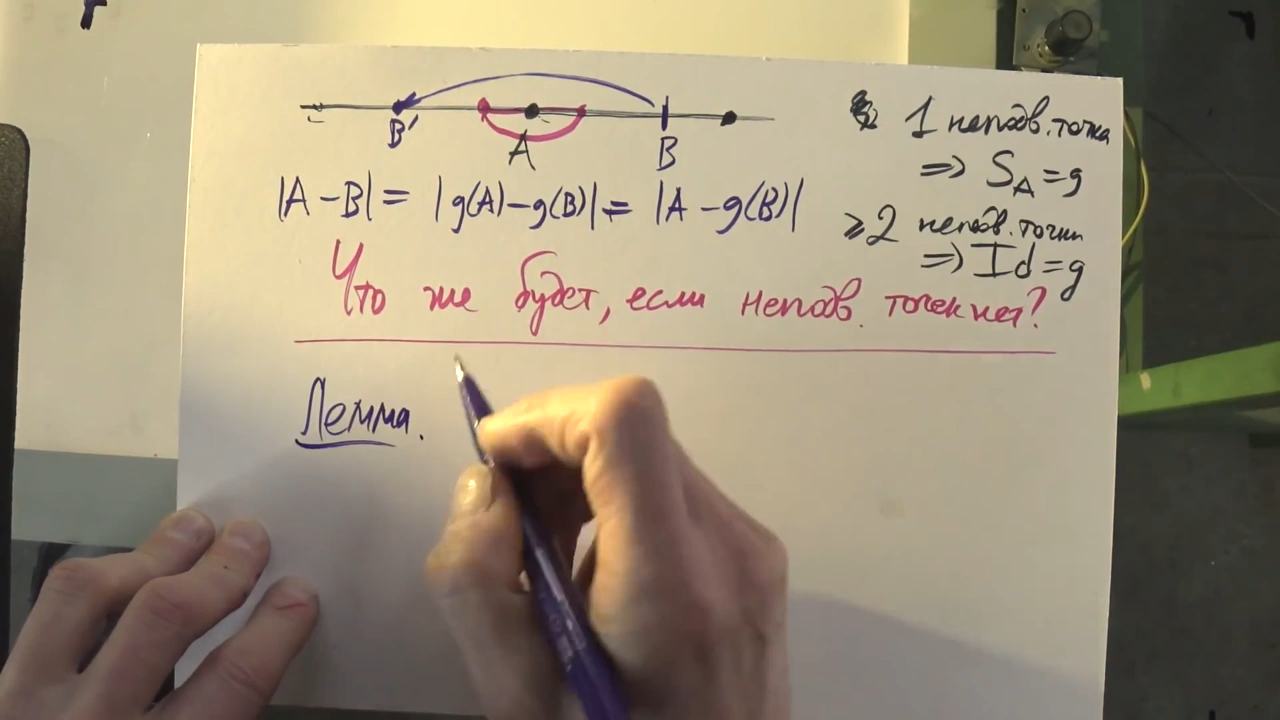 B' A B
|A - B| = |g(A) - g(B)| = |A - g(B)|
1 неподв. точка
=> S_A = g
≥2 неподв. точки
=> Id = g
Что же будет, если неподв. точек нет?
Лемма.